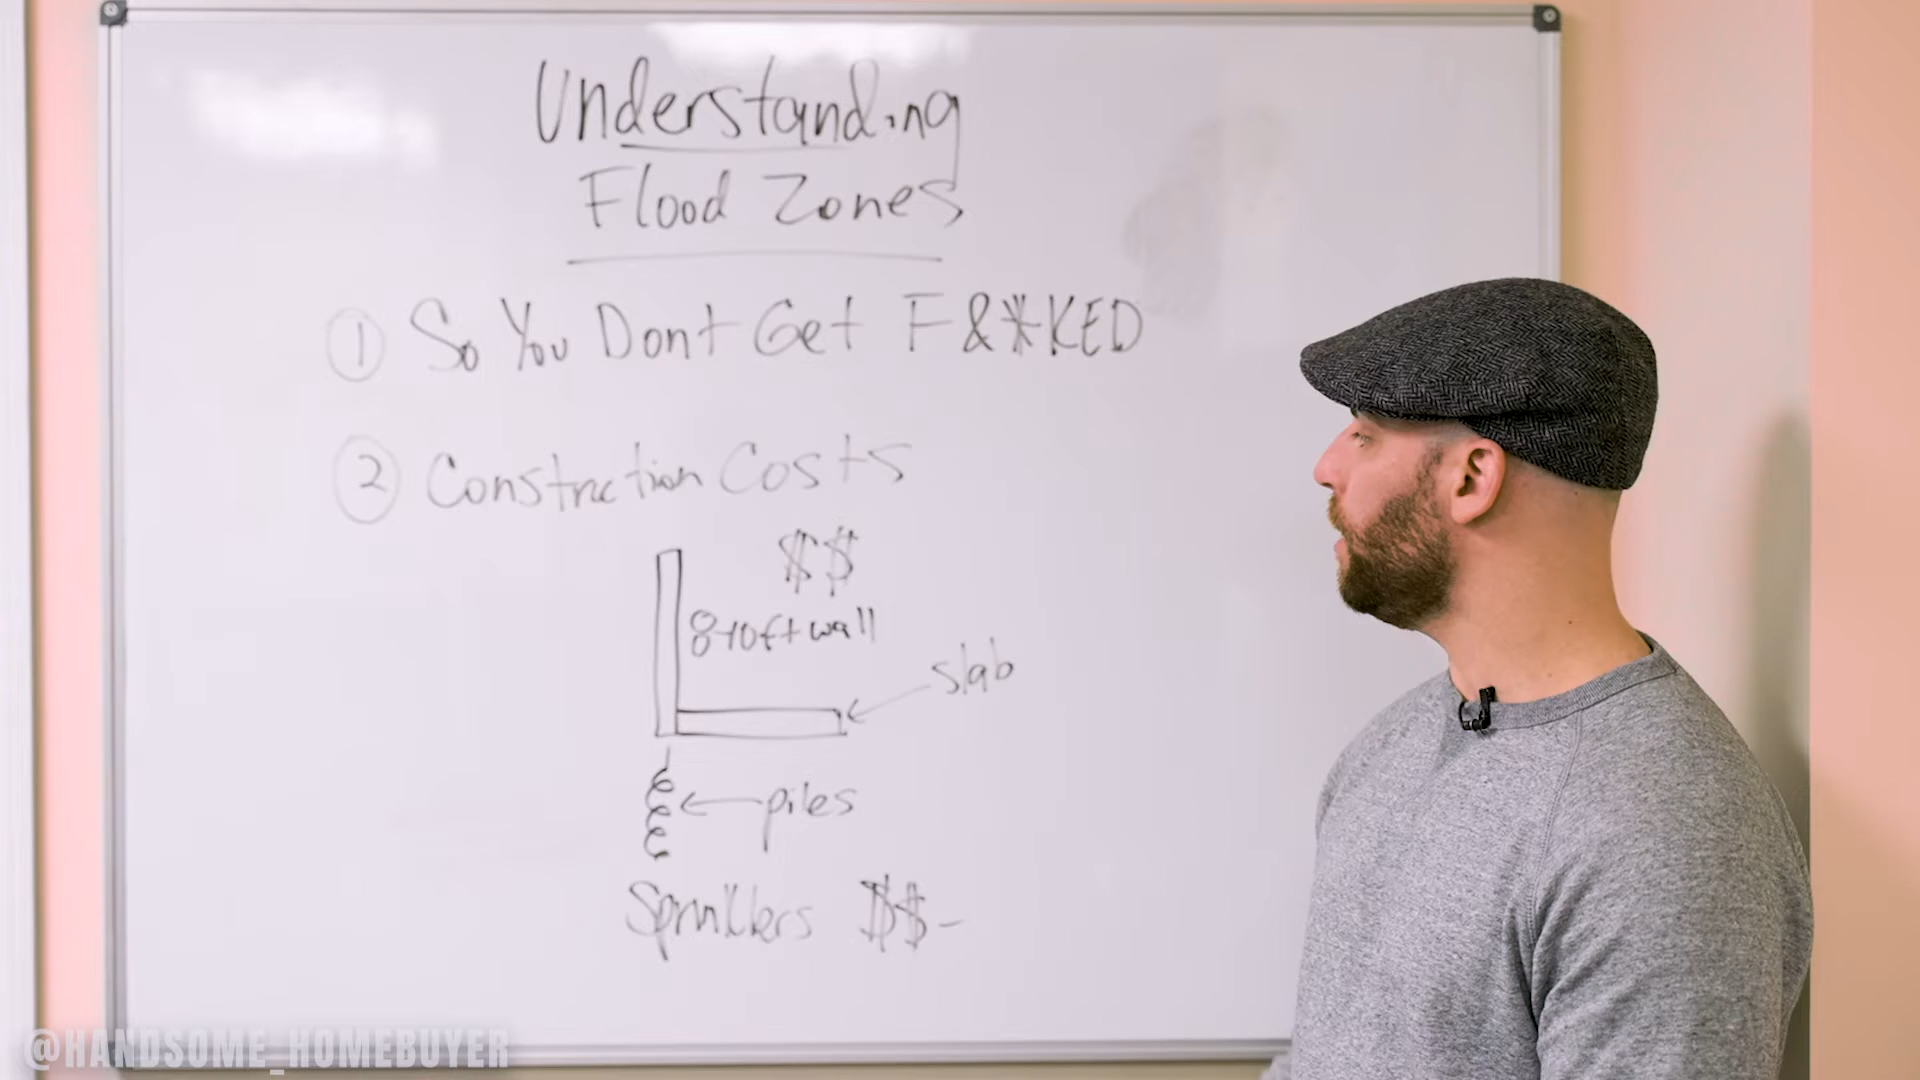 Understanding
Flood Zones
① So You Dont Get F&*KED
② Construction Costs
$$
8-10ft wall
slab
piles
Sprinklers $$-
@HANDSOME_HOMEBUYER